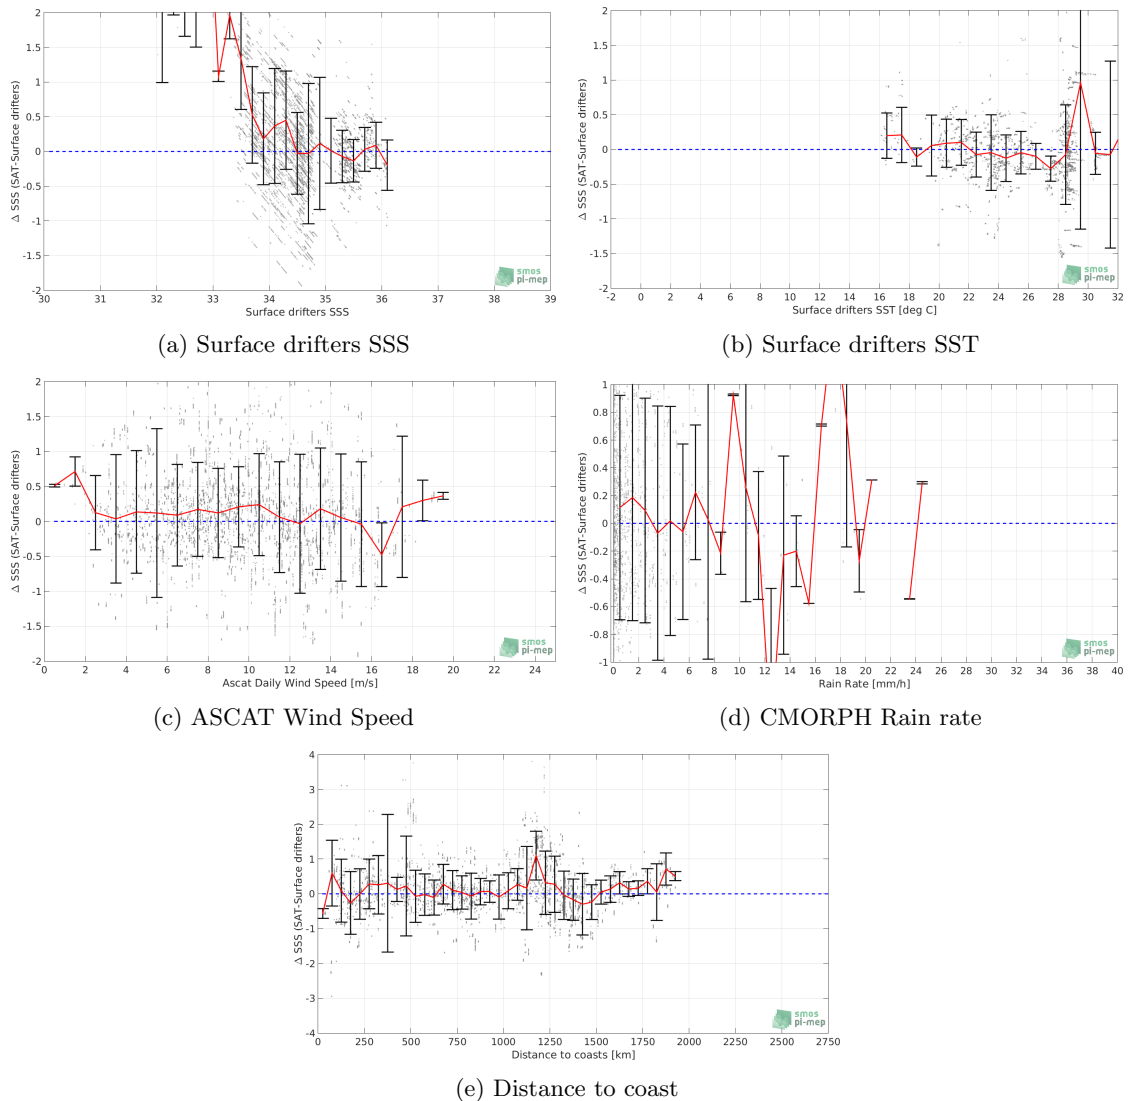 2
1.5
1
0.5
0
-0.5
-1
-1.5
-2
Δ SSS (SAT-Surface drifters)
30 31 32 33 34 35 36 37 38 39
Surface drifters SSS
smos
pi-mep
(a) Surface drifters SSS
2
1.5
1
0.5
0
-0.5
-1
-1.5
-2
Δ SSS (SAT-Surface drifters)
-2 0 2 4 6 8 10 12 14 16 18 20 22 24 26 28 30 32
Surface drifters SST [deg C]
smos
pi-mep
(b) Surface drifters SST
2
1.5
1
0.5
0
-0.5
-1
-1.5
-2
Δ SSS (SAT-Surface drifters)
0 2 4 6 8 10 12 14 16 18 20 22 24
Ascat Daily Wind Speed [m/s]
smos
pi-mep
(c) ASCAT Wind Speed
1
0.8
0.6
0.4
0.2
0
-0.2
-0.4
-0.6
-0.8
-1
Δ SSS (SAT-Surface drifters)
0 2 4 6 8 10 12 14 16 18 20 22 24 26 28 30 32 34 36 38 40
Rain Rate [mm/h]
smos
pi-mep
(d) CMORPH Rain rate
4
3
2
1
0
-1
-2
-3
-4
Δ SSS (SAT-Surface drifters)
0 250 500 750 1000 1250 1500 1750 2000 2250 2500 2750
Distance to coasts [km]
smos
pi-mep
(e) Distance to coast